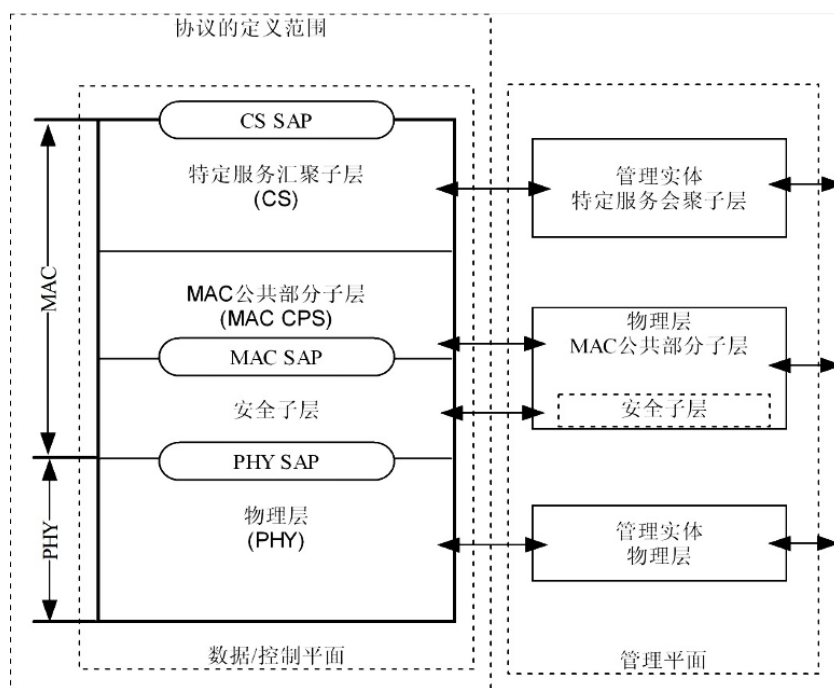 协议的定义范围
CS SAP
特定服务汇聚子层
(CS)
MAC公共部分子层
(MAC CPS)
MAC SAP
安全子层
PHY SAP
物理层
(PHY)
数据/控制平面
MAC
PHY
管理实体
特定服务会聚子层
物理层
MAC公共部分子层
安全子层
管理实体
物理层
管理平面